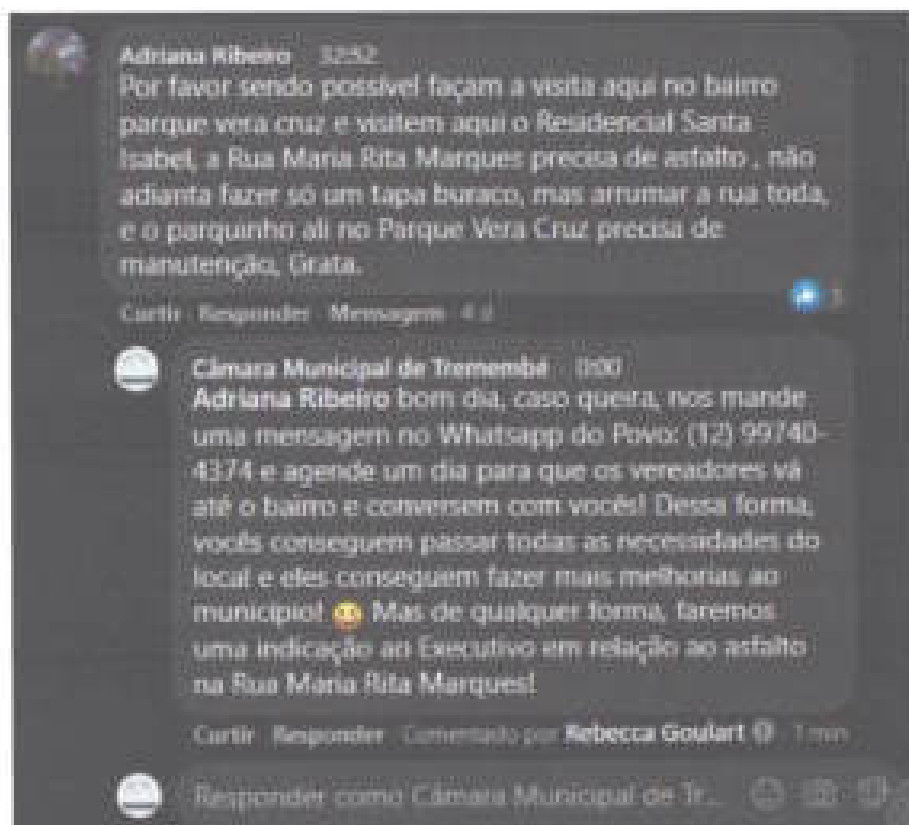 Adriana Ribeiro 32:52
Por favor sendo possível façam a visita aqui no bairro
parque vera cruz e visitem aqui o Residencial Santa
Isabel, a Rua Maria Rita Marques precisa de asfalto , não
adianta fazer só um tapa buraco, mas arrumar a rua toda,
e o parquinho ali no Parque Vera Cruz precisa de
manutenção, Grata.
Curtir Responder Mensagem 4 d
Câmara Municipal de Tremembé 0:00
Adriana Ribeiro bom dia, caso queira, nos mande
uma mensagem no Whatsapp do Povo: (12) 99740-
4374 e agende um dia para que os vereadores vá
até o bairro e conversem com vocês! Dessa forma,
vocês conseguem passar todas as necessidades do
local e eles conseguem fazer mais melhorias ao
município! Mas de qualquer forma, faremos
uma indicação ao Executivo em relação ao asfalto
na Rua Maria Rita Marques!
Curtir Responder Comentado por Rebecca Goulart 1 min
Responder como Câmara Municipal de Tr...